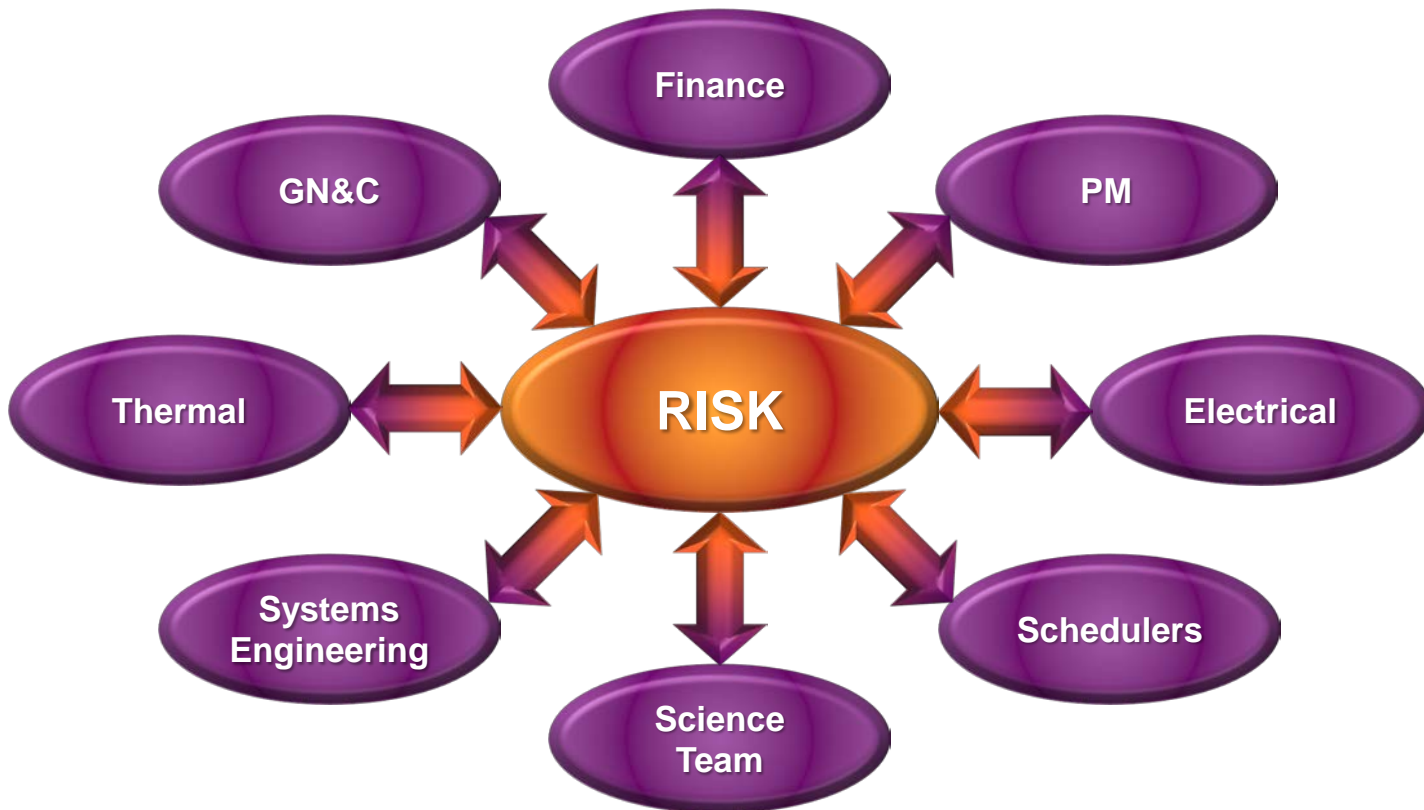 Finance
GN&C
PM
Thermal
RISK
Electrical
Systems
Engineering
Schedulers
Science
Team